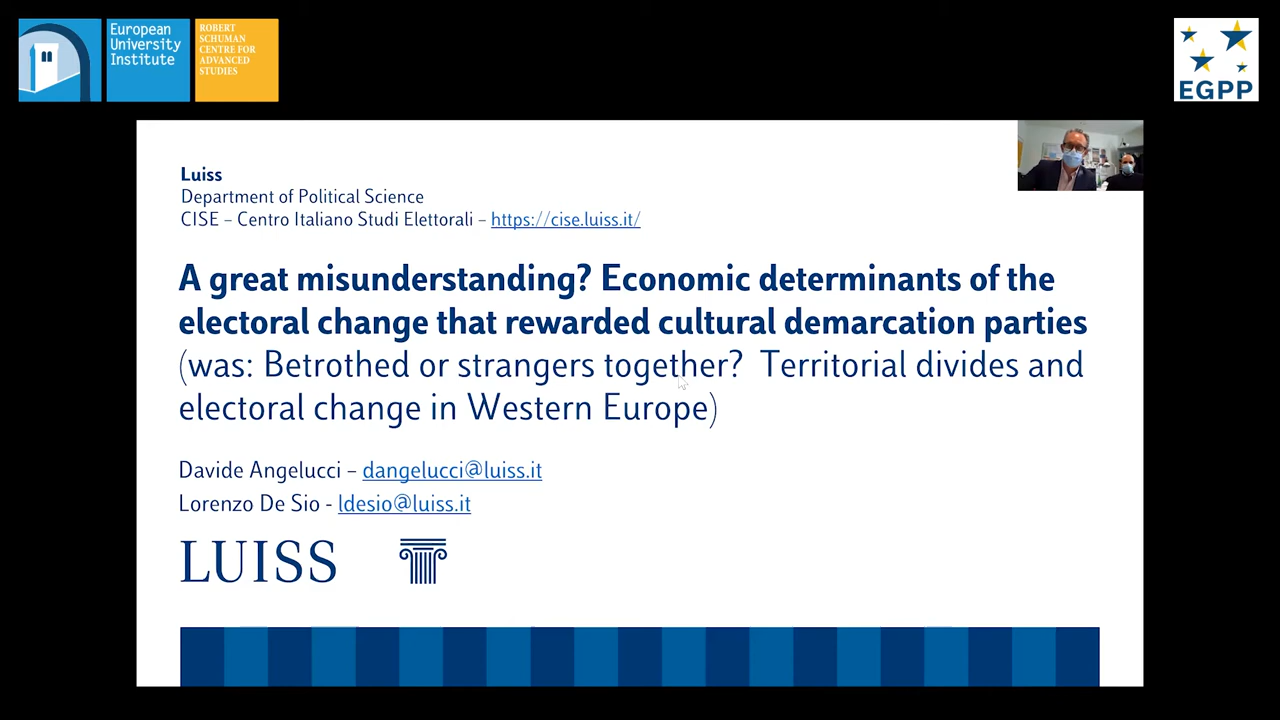 European
University
Institute
ROBERT
SCHUMAN
CENTRE FOR
ADVANCED
STUDIES
EGPP
Luiss
Department of Political Science
CISE – Centro Italiano Studi Elettorali – https://cise.luiss.it/
A great misunderstanding? Economic determinants of the
electoral change that rewarded cultural demarcation parties
(was: Betrothed or strangers together? Territorial divides and
electoral change in Western Europe)
Davide Angelucci – dangelucci@luiss.it
Lorenzo De Sio - ldesio@luiss.it
LUISS